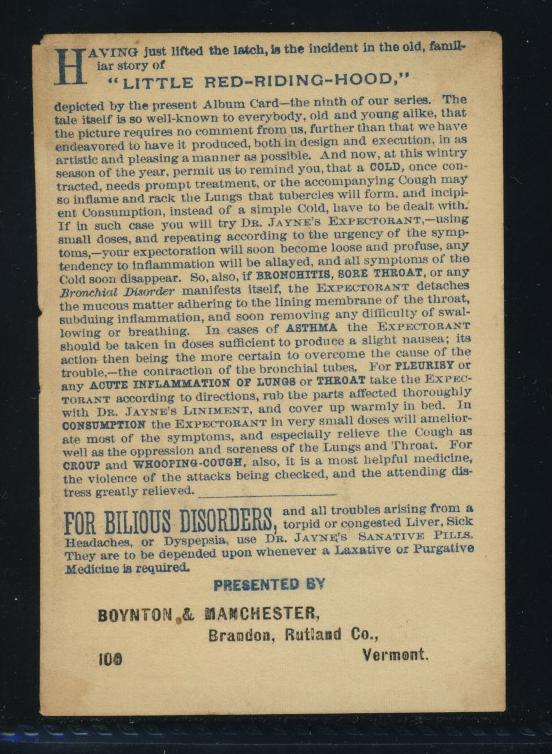 HAVING just lifted the latch, is the incident in the old, famil-
iar story of
"LITTLE RED-RIDING-HOOD,"
depicted by the present Album Card—the ninth of our series. The
tale itself is so well-known to everybody, old and young alike, that
the picture requires no comment from us, further than that we have
endeavored to have it produced, both in design and execution, in as
artistic and pleasing a manner as possible. And now, at this wintry
season of the year, permit us to remind you, that a COLD, once con-
tracted, needs prompt treatment, or the accompanying Cough may
so inflame and rack the Lungs that tubercles will form, and incipi-
ent Consumption, instead of a simple Cold, have to be dealt with.
If in such case you will try DR. JAYNE'S EXPECTORANT,—using
small doses, and repeating according to the urgency of the symp-
toms,—your expectoration will soon become loose and profuse, any
tendency to inflammation will be allayed, and all symptoms of the
Cold soon disappear. So, also, if BRONCHITIS, SORE THROAT, or any
Bronchial Disorder manifests itself, the EXPECTORANT detaches
the mucous matter adhering to the lining membrane of the throat,
subduing inflammation, and soon removing any difficulty of swal-
lowing or breathing. In cases of ASTHMA the EXPECTORANT
should be taken in doses sufficient to produce a slight nausea; its
action then being the more certain to overcome the cause of the
trouble,—the contraction of the bronchial tubes. For PLEURISY or
any ACUTE INFLAMMATION OF LUNGS or THROAT take the EXPEC-
TORANT according to directions, rub the parts affected thoroughly
with DR. JAYNE'S LINIMENT, and cover up warmly in bed. In
CONSUMPTION the EXPECTORANT in very small doses will amelior-
ate most of the symptoms, and especially relieve the Cough as
well as the oppression and soreness of the Lungs and Throat. For
CROUP and WHOOPING-COUGH, also, it is a most helpful medicine,
the violence of the attacks being checked, and the attending dis-
tress greatly relieved.
FOR BILIOUS DISORDERS, and all troubles arising from a
torpid or congested Liver, Sick
Headaches, or Dyspepsia, use DR. JAYNE'S SANATIVE PILLS.
They are to be depended upon whenever a Laxative or Purgative
Medicine is required.
PRESENTED BY
BOYNTON & MANCHESTER,
Brandon, Rutland Co.,
100 Vermont.